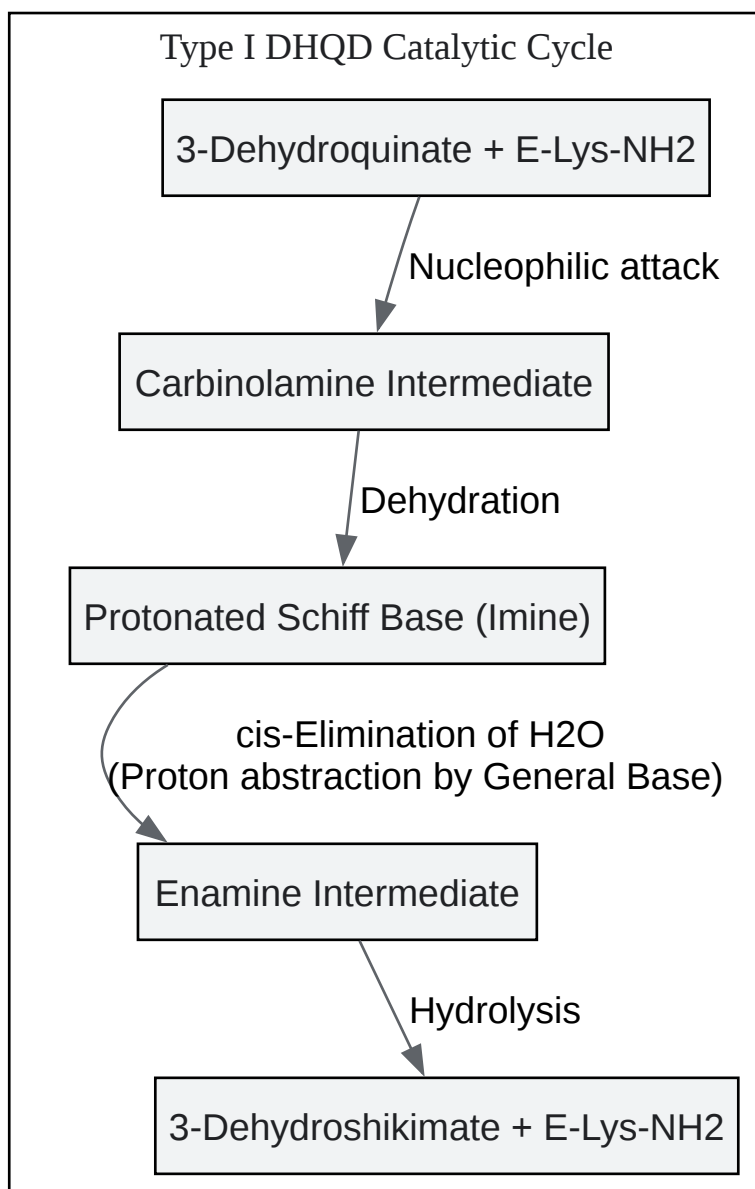 Type I DHQD Catalytic Cycle
3-Dehydroquinate + E-Lys-NH2
Nucleophilic attack
Carbinolamine Intermediate
Dehydration
Protonated Schiff Base (Imine)
cis-Elimination of H2O
(Proton abstraction by General Base)
Enamine Intermediate
Hydrolysis
3-Dehydroshikimate + E-Lys-NH2